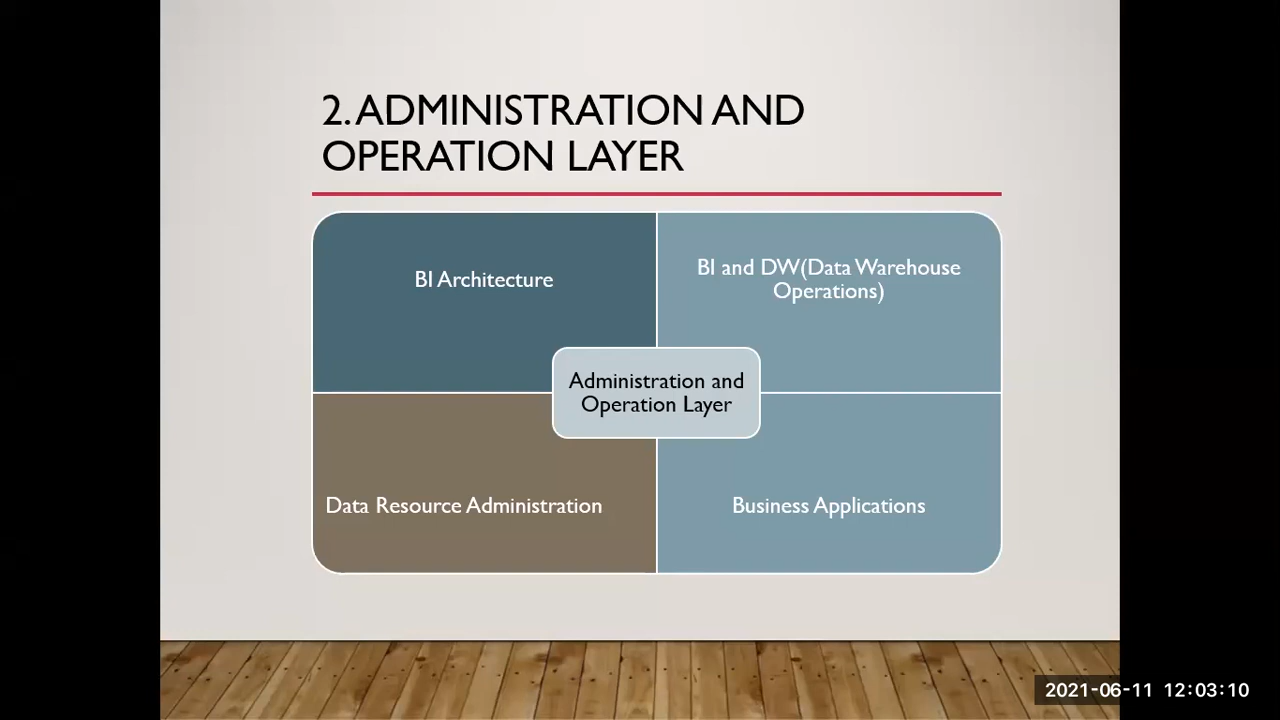 2. ADMINISTRATION AND
OPERATION LAYER
BI Architecture
BI and DW(Data Warehouse
Operations)
Administration and
Operation Layer
Data Resource Administration
Business Applications
2021-06-11 12:03:10